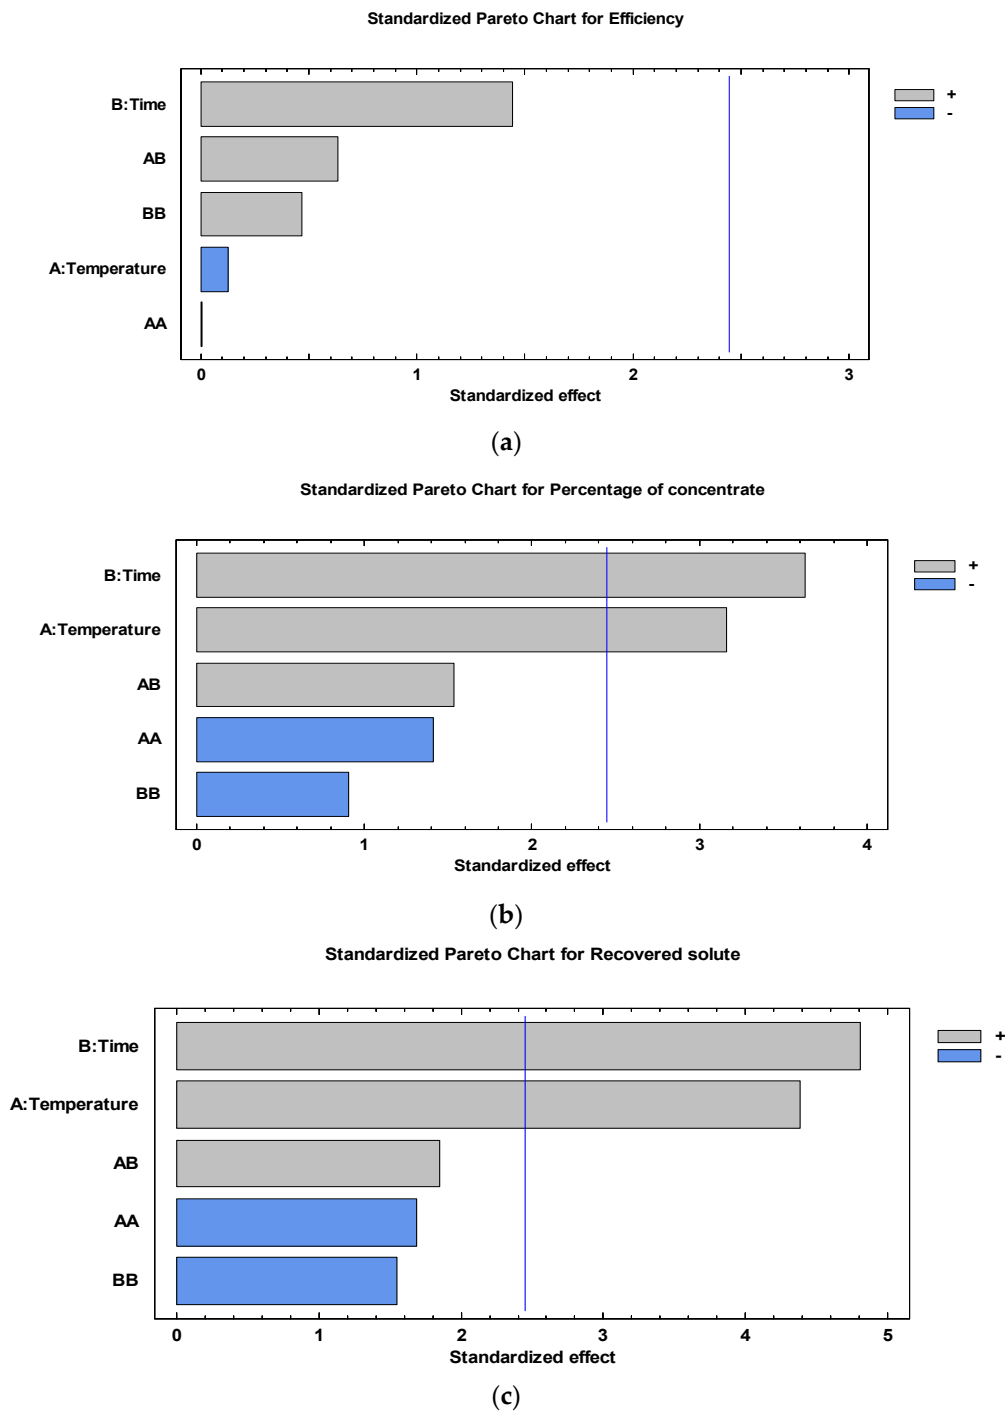 Standardized Pareto Chart for Efficiency
B:Time
AB
BB
A:Temperature
AA
+
-
0 1 2 3
Standardized effect
(a)
Standardized Pareto Chart for Percentage of concentrate
B:Time
A:Temperature
AB
AA
BB
+
-
0 1 2 3 4
Standardized effect
(b)
Standardized Pareto Chart for Recovered solute
B:Time
A:Temperature
AB
AA
BB
+
-
0 1 2 3 4 5
Standardized effect
(c)